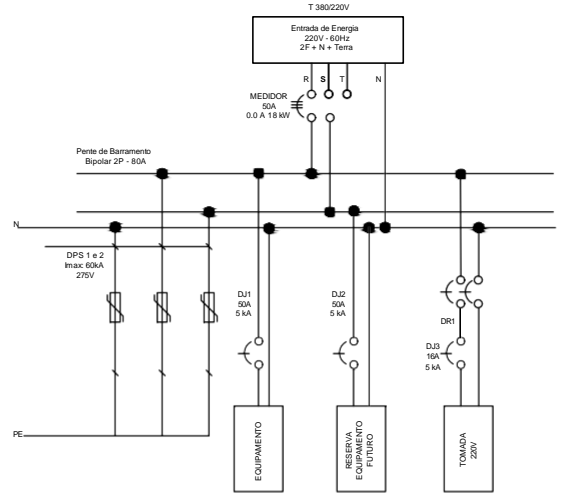 T 380/220V
Entrada de Energia
220V - 60Hz
2F + N + Terra
R S T N
MEDIDOR
50A
0.0 A 18 kW
Pente de Barramento
Bipolar 2P - 80A
N
DPS 1 e 2
Imax: 60kA
275V
DJ1
50A
5 kA
DJ2
50A
5 kA
DR1
DJ3
16A
5 kA
PE
EQUIPAMENTO
RESERVA
EQUIPAMENTO
FUTURO
TOMADA
220V